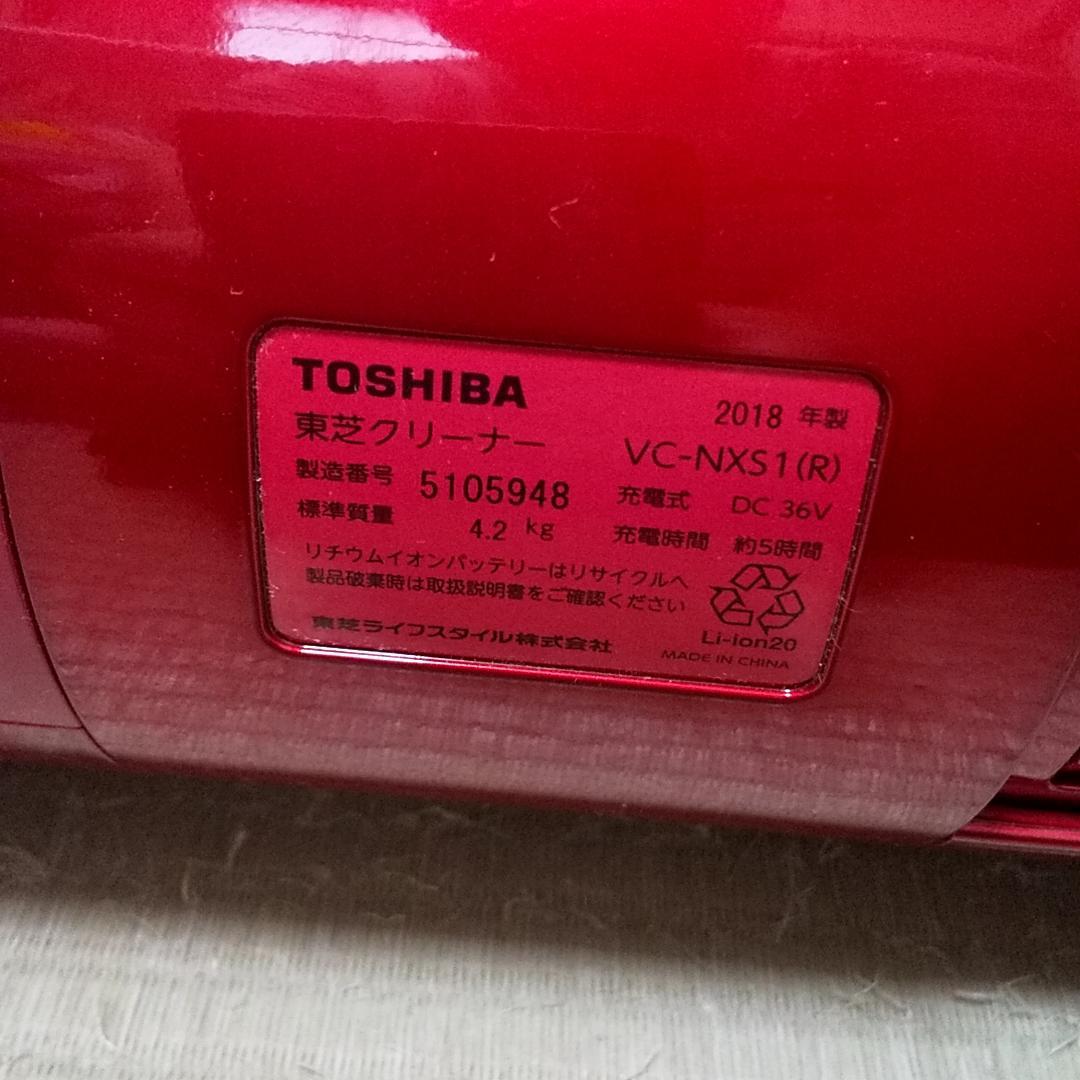 TOSHIBA
2018 年製
東芝クリーナー VC-NXS1(R)
製造番号 5105948 充電式 DC 36V
標準質量 4.2 kg 充電時間 約5時間
リチウムイオンバッテリーはリサイクルへ
製品破棄時は取扱説明書をご確認ください
Li-ion20
東芝ライフスタイル株式会社 MADE IN CHINA